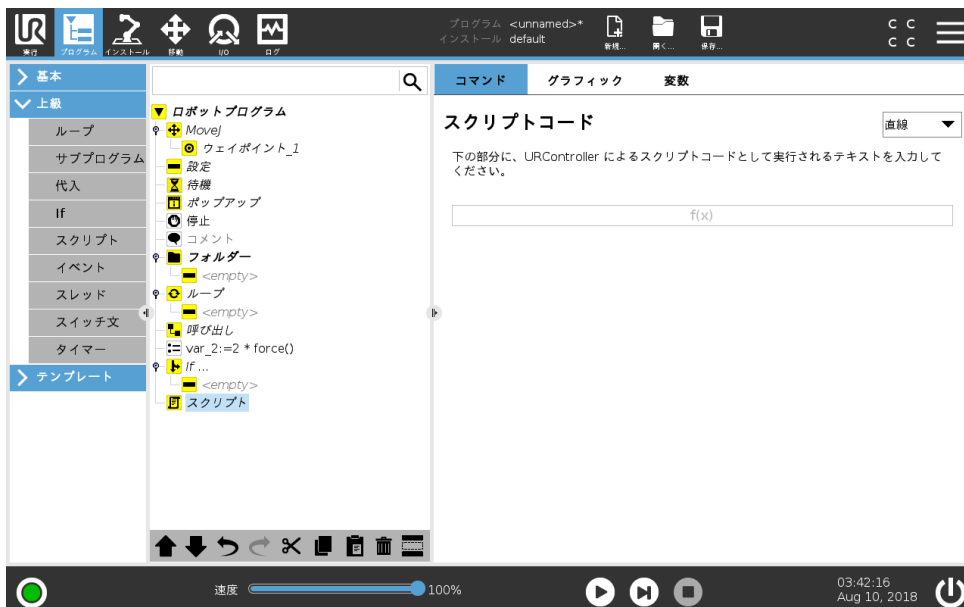 UR
実行
プログラム
インストール
移動
I/O
ログ
プログラム <unnamed>*
インストール default
新規...
開く...
保存...
C C
C C
基本
上級
ループ
サブプログラム
代入
If
スクリプト
イベント
スレッド
スイッチ文
タイマー
テンプレート
ロボットプログラム
MoveJ
ウェイポイント_1
設定
待機
ポップアップ
停止
コメント
フォルダー
<empty>
ループ
<empty>
呼び出し
var_2:=2 * force()
If ...
<empty>
スクリプト
コマンド
グラフィック
変数
スクリプトコード
直線
下の部分に、URController によるスクリプトコードとして実行されるテキストを入力して
ください。
f(x)
速度
100%
03:42:16
Aug 10, 2018